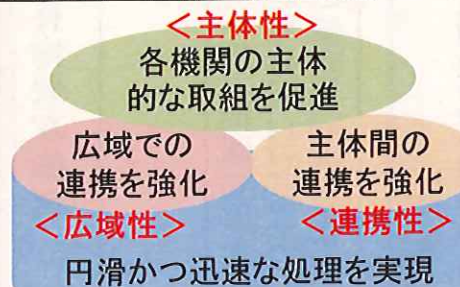 ＜主体性＞
各機関の主体
的な取組を促進
広域での
連携を強化
＜広域性＞
主体間の
連携を強化
＜連携性＞
円滑かつ迅速な処理を実現